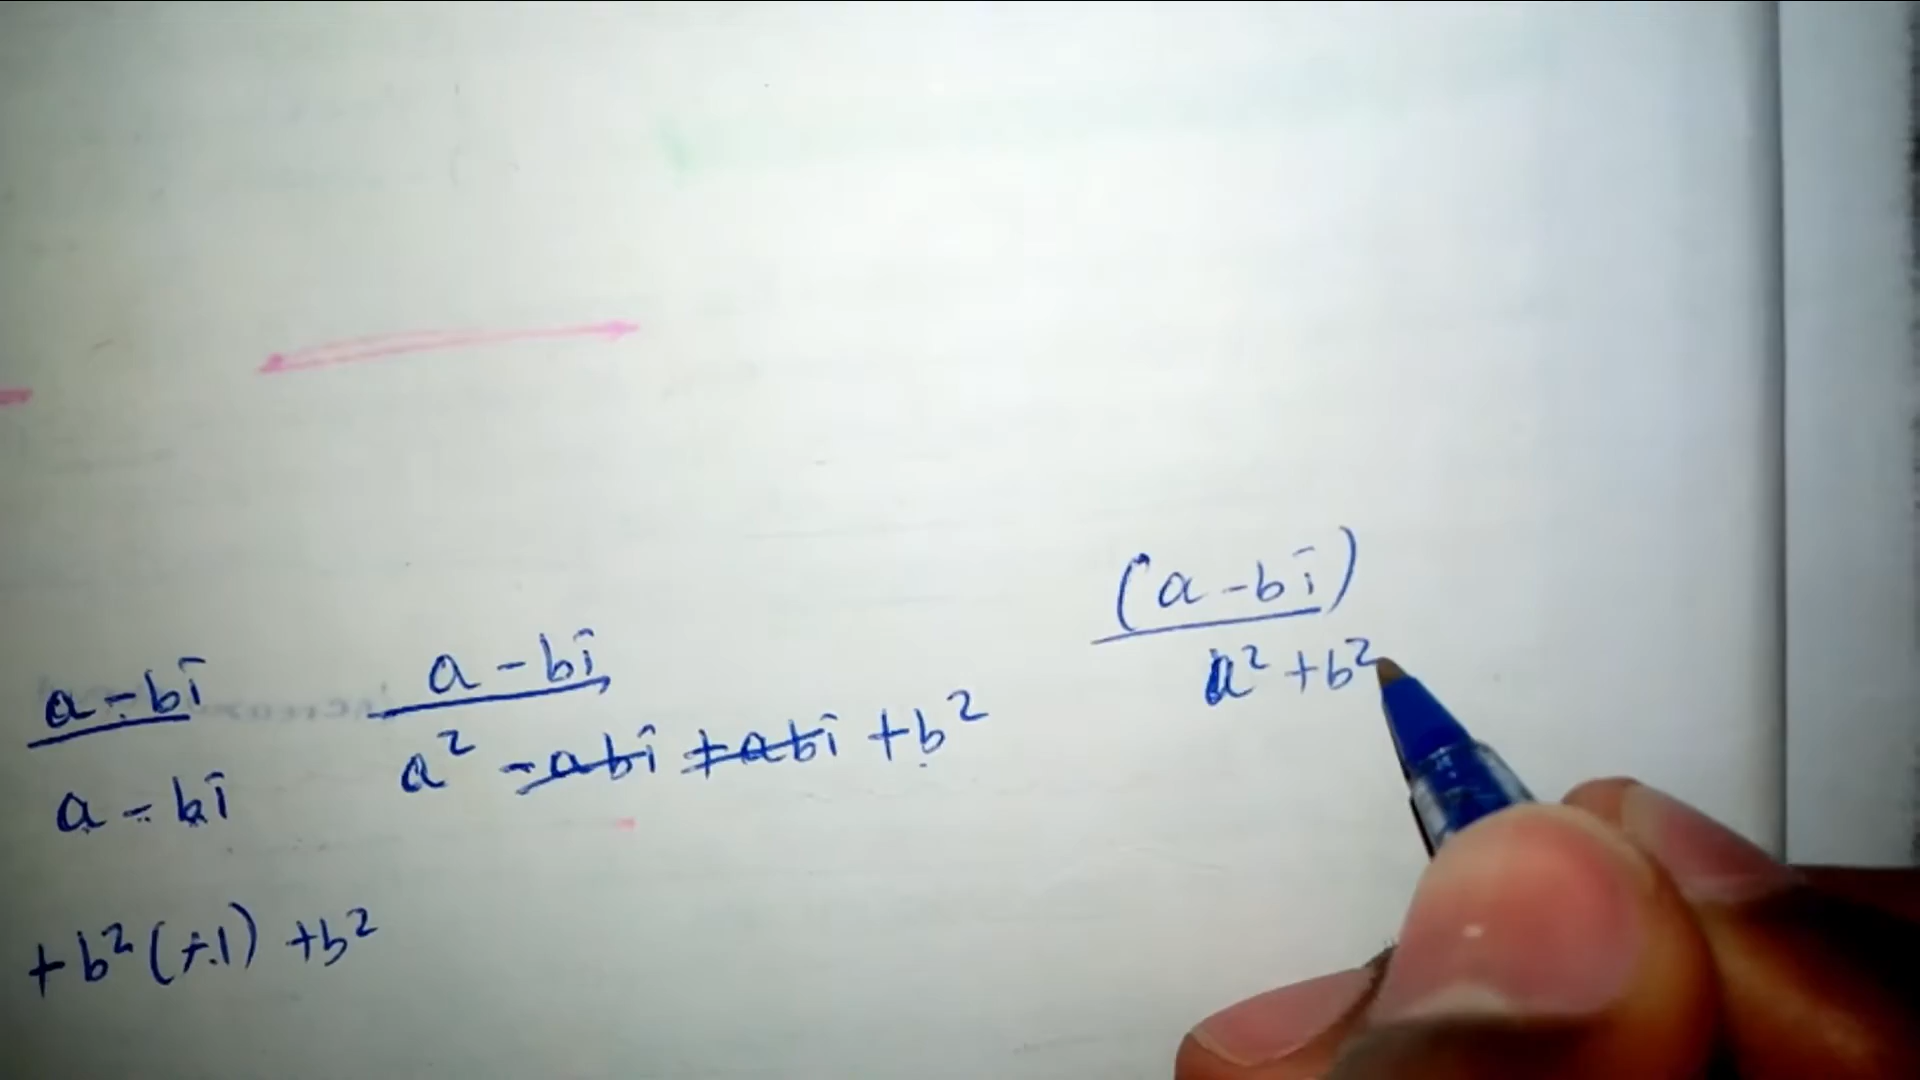 (a - bi)
a² + b²
a - bi
a - bi
a - bi
a² - abi + abi + b²
+ b² (+1) + b²